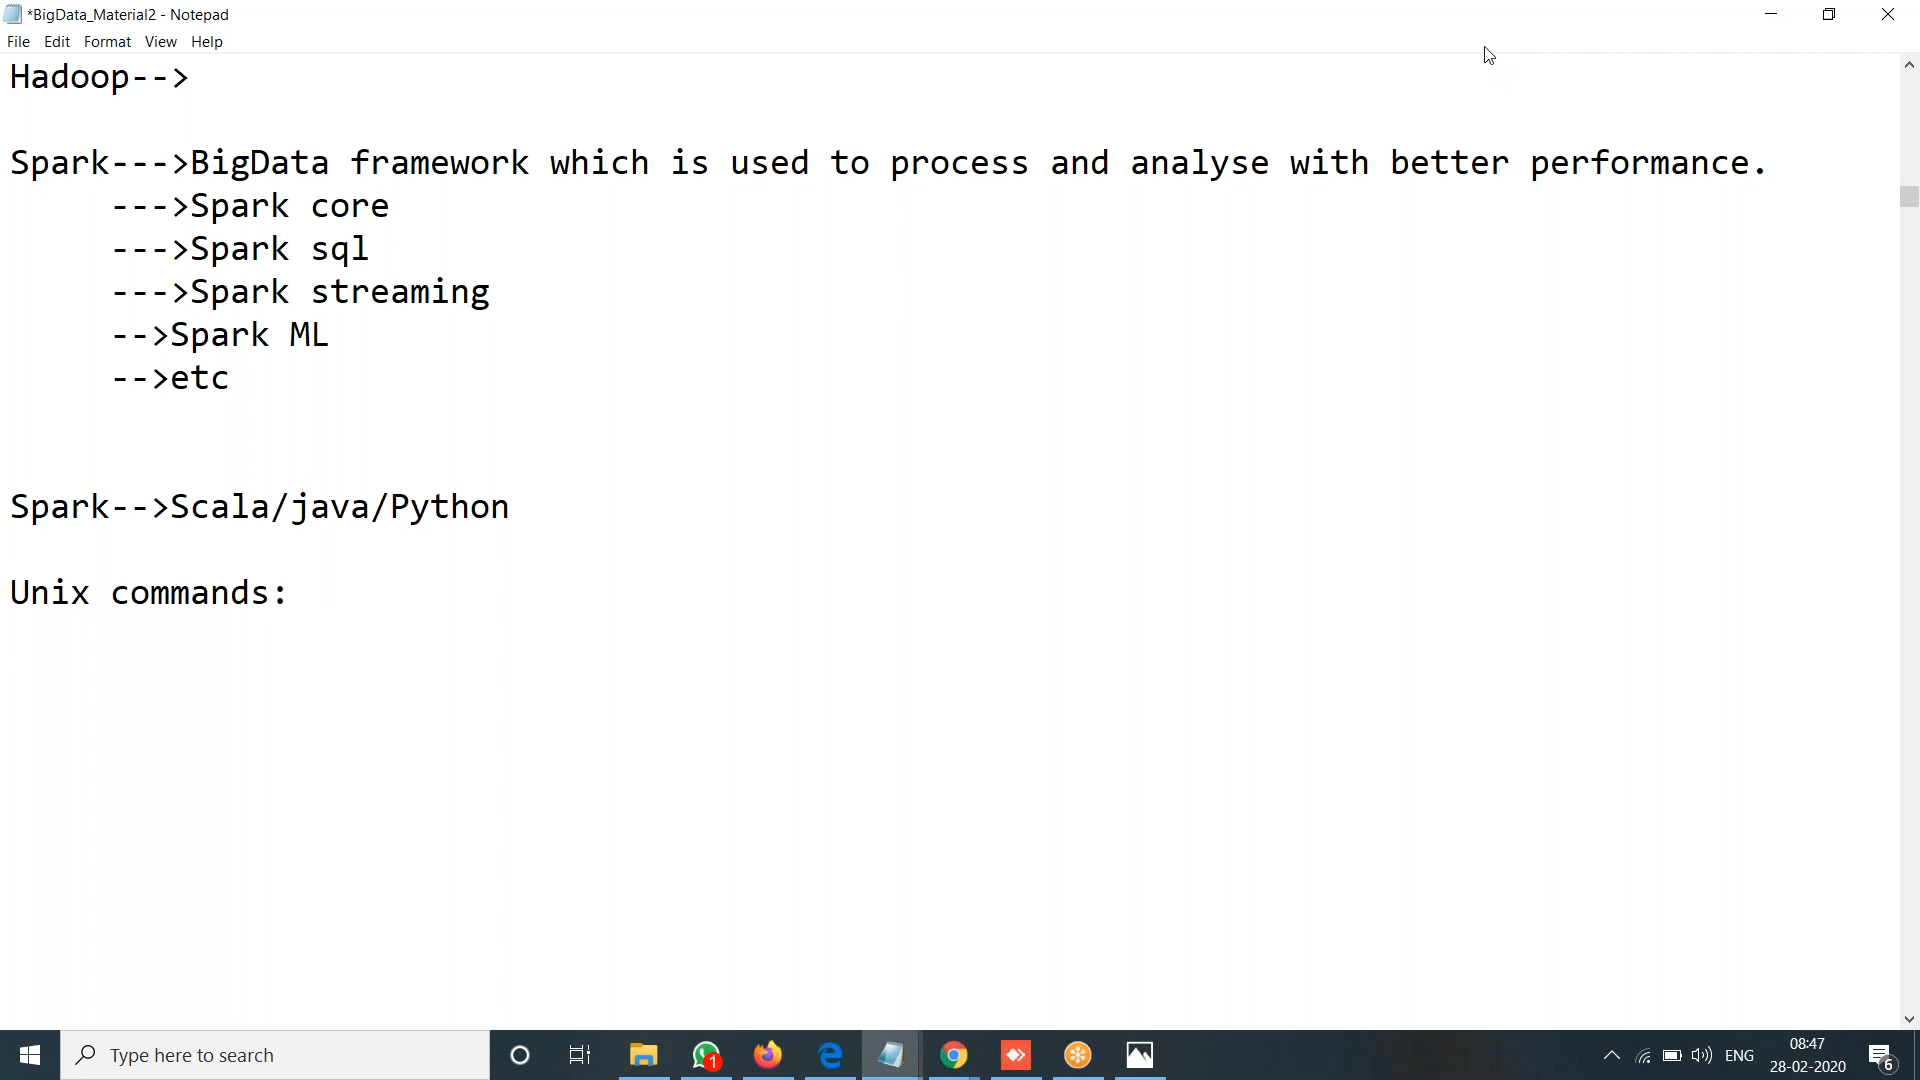 *BigData_Material2 - Notepad
File Edit Format View Help
Hadoop-->
Spark--->BigData framework which is used to process and analyse with better performance.
--->Spark core
--->Spark sql
--->Spark streaming
-->Spark ML
-->etc
Spark-->Scala/java/Python
Unix commands:
Type here to search
1
ENG
08:47
28-02-2020
6